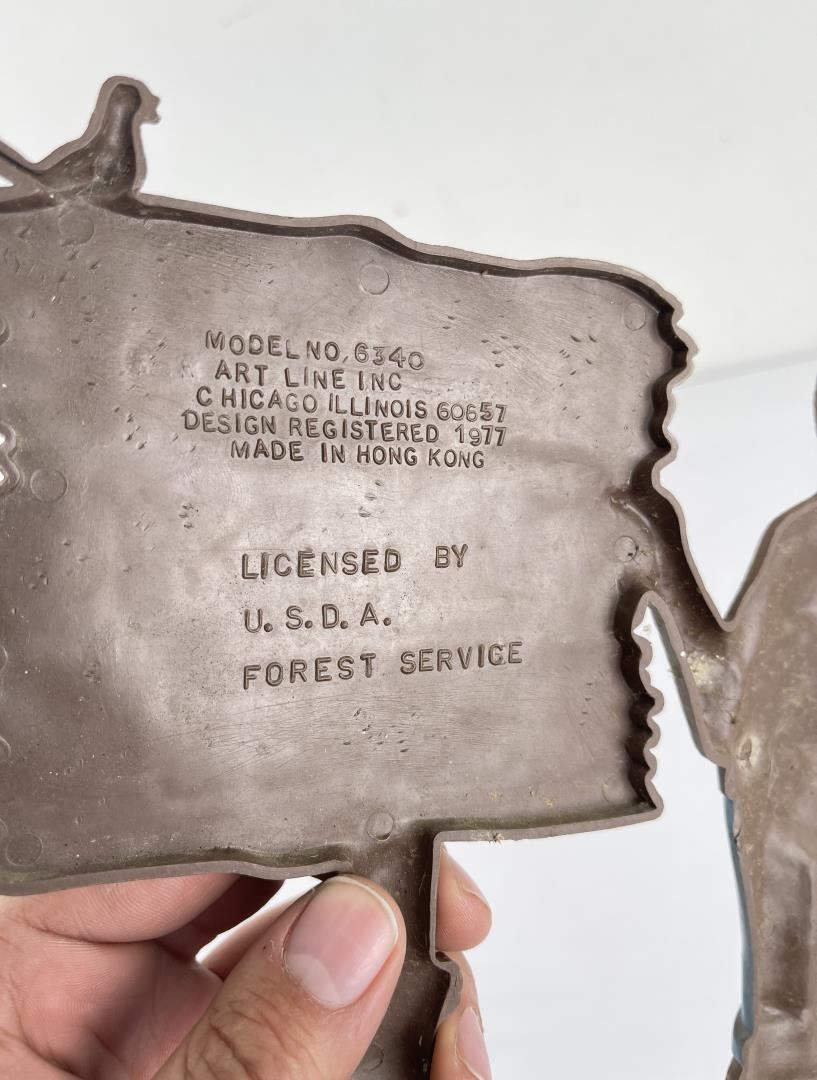 MODEL NO. 6340
ART LINE INC
CHICAGO ILLINOIS 60657
DESIGN REGISTERED 1977
MADE IN HONG KONG
LICENSED BY
U.S.D.A.
FOREST SERVICE